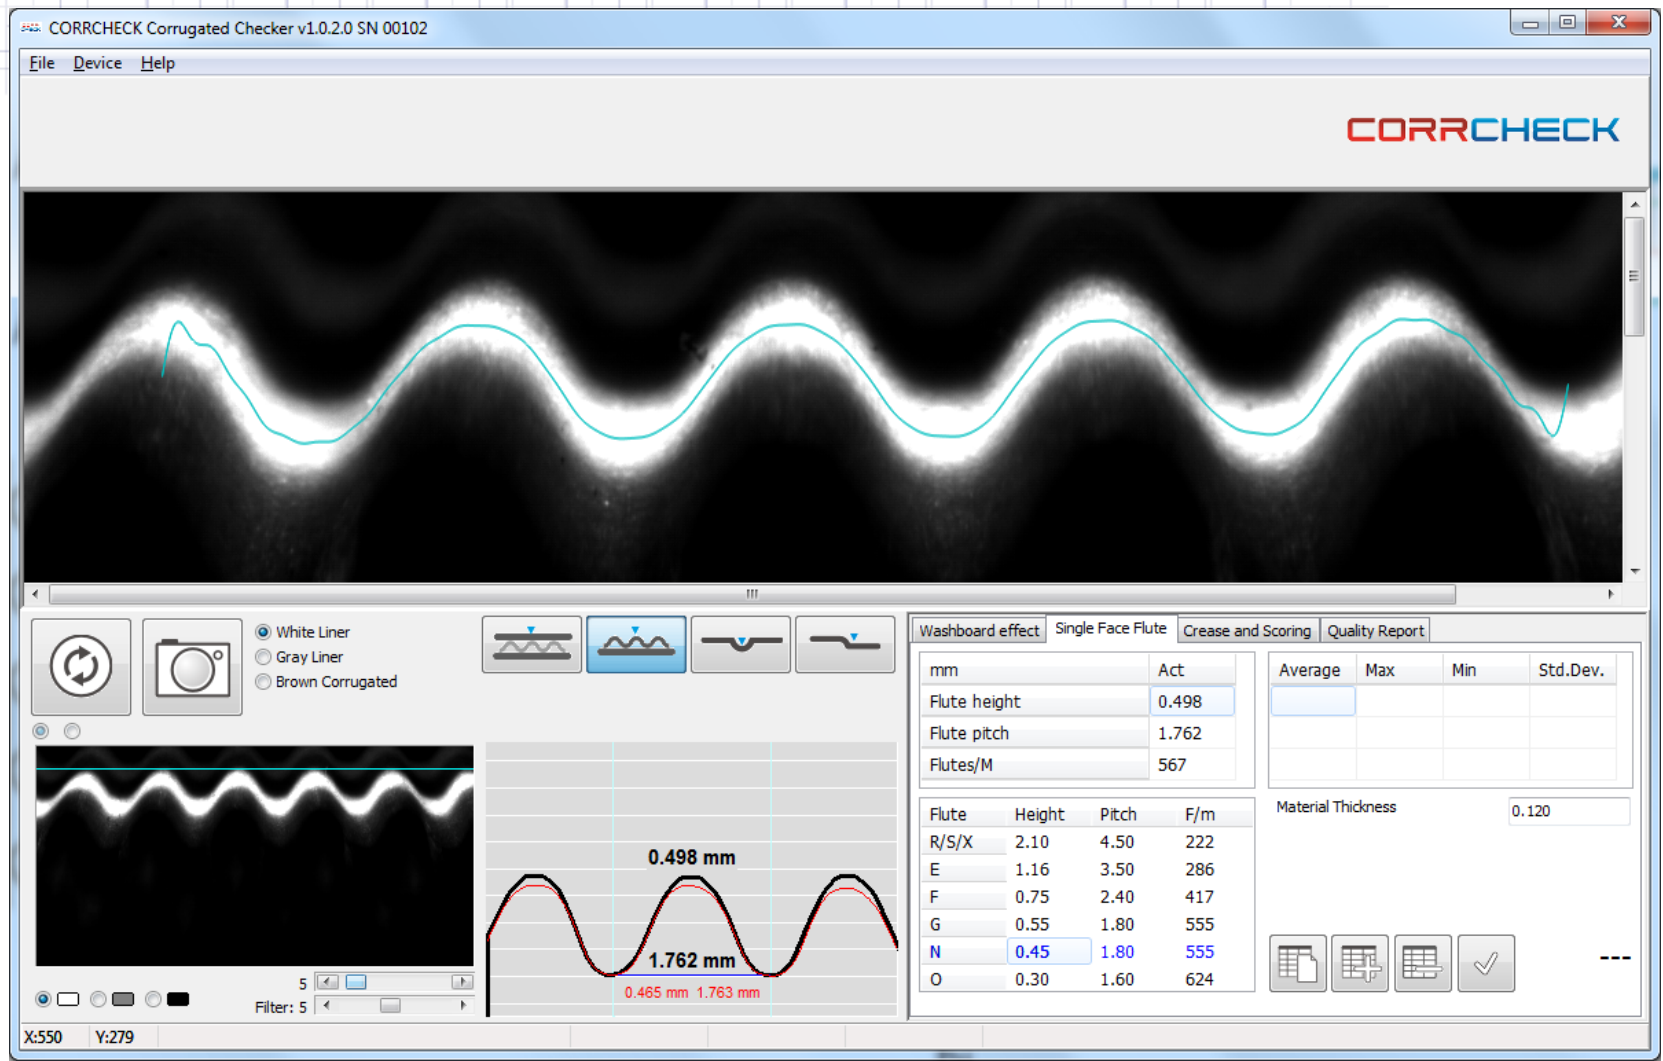 CORRCHECK Corrugated Checker v1.0.2.0 SN 00102
File Device Help
CORRCHECK
White Liner
Gray Liner
Brown Corrugated
Washboard effect Single Face Flute Crease and Scoring Quality Report
mm Act
Flute height 0.498
Flute pitch 1.762
Flutes/M 567
Average Max Min Std.Dev.
Flute Height Pitch F/m
R/S/X 2.10 4.50 222
E 1.16 3.50 286
F 0.75 2.40 417
G 0.55 1.80 555
N 0.45 1.80 555
O 0.30 1.60 624
Material Thickness 0.120
---
0.498 mm
1.762 mm
0.465 mm 1.763 mm
5
Filter: 5
X:550 Y:279